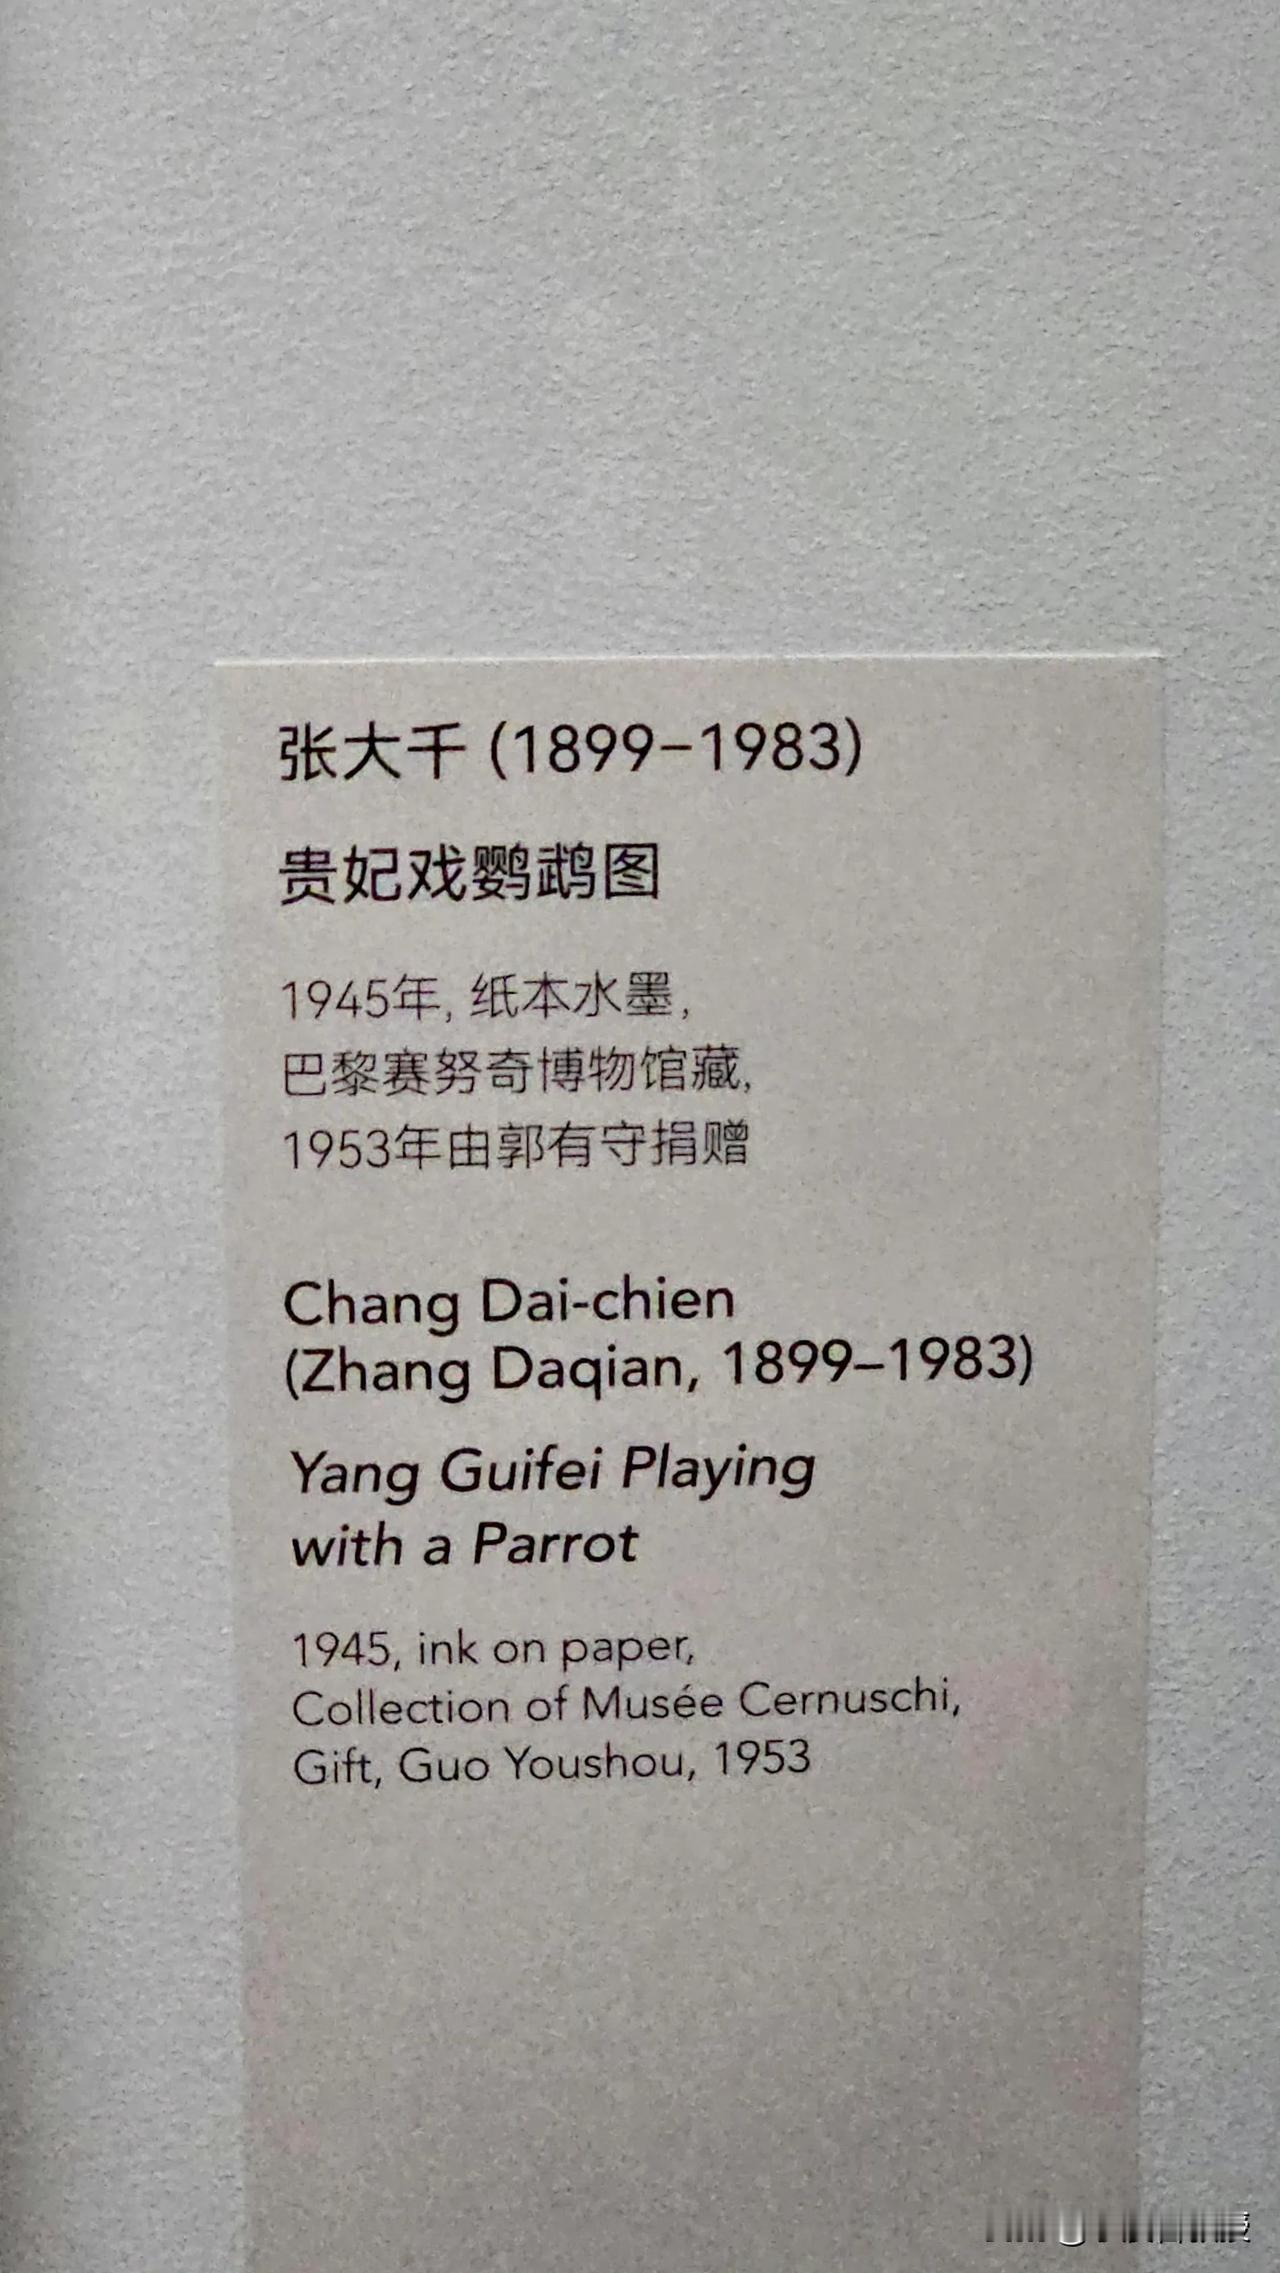 张大千 (1899–1983)
贵妃戏鹦鹉图
1945年, 纸本水墨,
巴黎赛努奇博物馆藏,
1953年由郭有守捐赠
Chang Dai-chien
(Zhang Daqian, 1899–1983)
Yang Guifei Playing
with a Parrot
1945, ink on paper,
Collection of Musée Cernuschi,
Gift, Guo Youshou, 1953